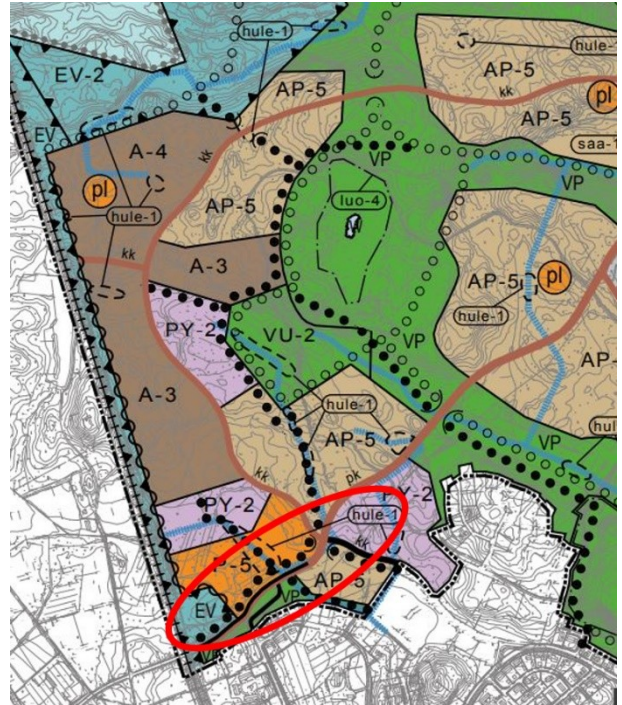 hule-1
hule-
EV-2
AP-5
AP-5
kk
pl
AP-5
EV
A-4
kk
saa-1
VP
VP
pl
luo-4
hule-1
AP-5
kk
A-3
AP-5
pl
PY-2
VU-2
VP
hule-1
AP-
A-3
hule-1
AP-5
VP
hul
kk
pk
PY-2
PY-2
hule-1
kk
P-5
AP-5
EV
VP